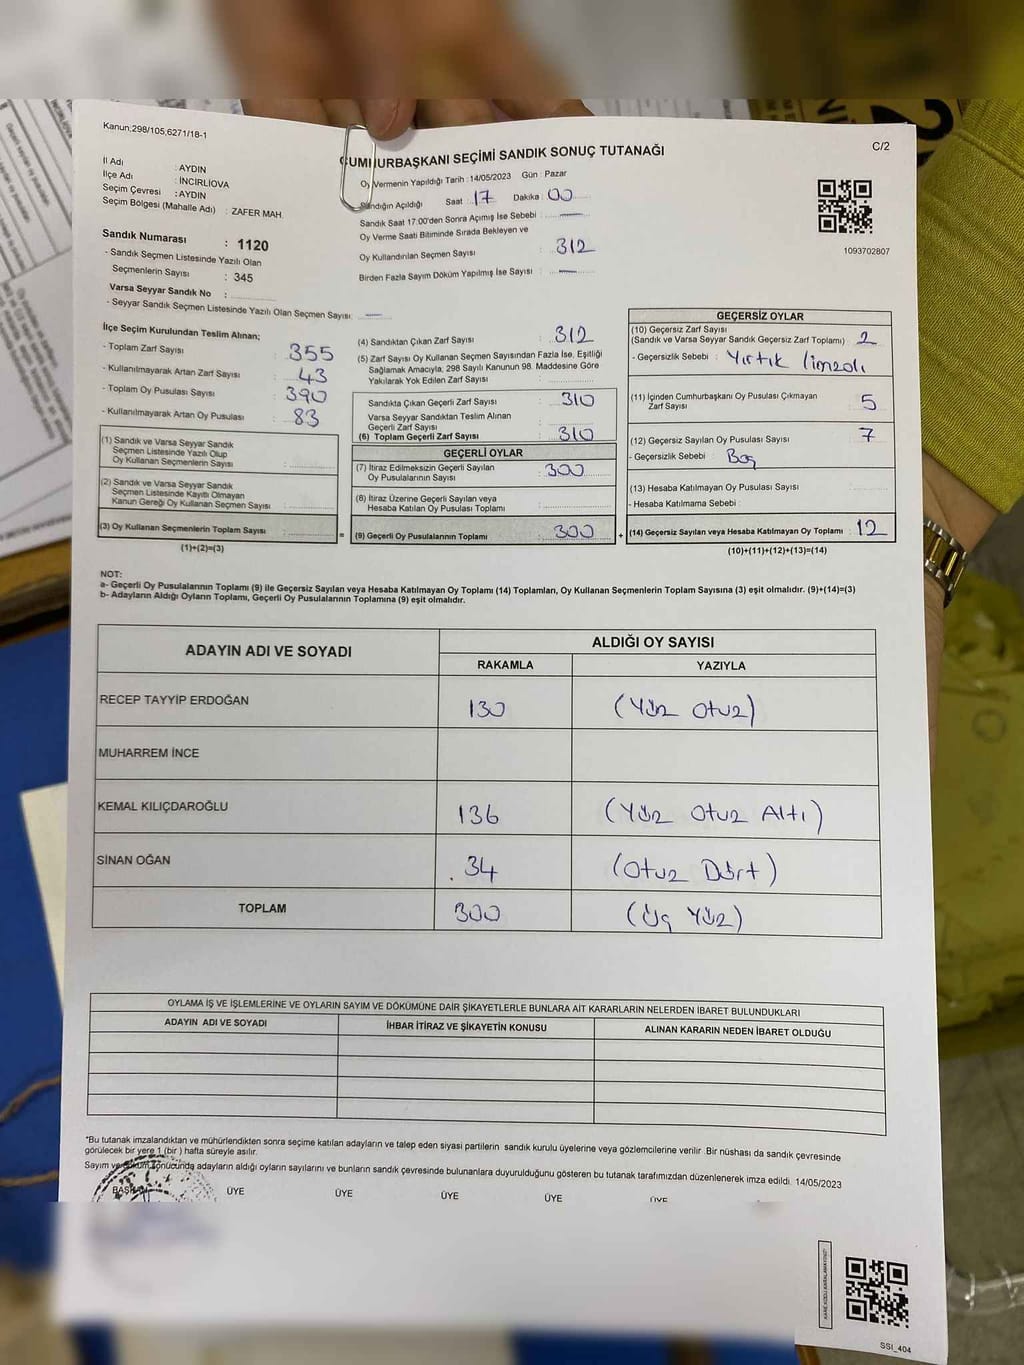 Kanun;298/105,6271/18-1
C/2
CUMHURBAŞKANI SEÇİMİ SANDIK SONUÇ TUTANAĞI
İl Adı : AYDIN
İlçe Adı : İNCİRLİOVA
Seçim Çevresi : AYDIN
Seçim Bölgesi (Mahalle Adı) : ZAFER MAH.
Oy Vermenin Yapıldığı Tarih : 14/05/2023 Gün : Pazar
Sandığın Açıldığı Saat 17 Dakika : 00
Sandık Saat 17:00'den Sonra Açımış İse Sebebi : —
Oy Verme Saati Bitiminde Sırada Bekleyen ve
Oy Kullandırılan Seçmen Sayısı : 312
Birden Fazla Sayım Döküm Yapılmış İse Sayısı : —
1093702807
Sandık Numarası : 1120
- Sandık Seçmen Listesinde Yazılı Olan
Seçmenlerin Sayısı : 345
Varsa Seyyar Sandık No :
- Seyyar Sandık Seçmen Listesinde Yazılı Olan Seçmen Sayısı: —
İlçe Seçim Kurulundan Teslim Alınan;
- Toplam Zarf Sayısı : 355
- Kullanılmayarak Artan Zarf Sayısı : 43
- Toplam Oy Pusulası Sayısı : 390
- Kullanılmayarak Artan Oy Pusulası : 83
(1) Sandık ve Varsa Seyyar Sandık
Seçmen Listesinde Yazılı Olup
Oy Kullanan Seçmenlerin Sayısı :
(2) Sandık ve Varsa Seyyar Sandık
Seçmen Listesinde Kayıtlı Olmayan
Kanun Gereği Oy Kullanan Seçmen Sayısı :
(3) Oy Kullanan Seçmenlerin Toplam Sayısı :
(1)+(2)=(3)
(4) Sandıktan Çıkan Zarf Sayısı : 312
(5) Zarf Sayısı Oy Kullanan Seçmen Sayısından Fazla İse, Eşitliği
Sağlamak Amacıyla; 298 Sayılı Kanunun 98. Maddesine Göre
Yakılarak Yok Edilen Zarf Sayısı :
Sandıkta Çıkan Geçerli Zarf Sayısı : 310
Varsa Seyyar Sandıktan Teslim Alınan
Geçerli Zarf Sayısı :
(6) Toplam Geçerli Zarf Sayısı : 310
GEÇERLİ OYLAR
(7) İtiraz Edilmeksizin Geçerli Sayılan
Oy Pusulalarının Sayısı : 300
(8) İtiraz Üzerine Geçerli Sayılan veya
Hesaba Katılan Oy Pusulası Toplamı :
= (9) Geçerli Oy Pusulalarının Toplamı : 300 +
GEÇERSİZ OYLAR
(10) Geçersiz Zarf Sayısı
(Sandık ve Varsa Seyyar Sandık Geçersiz Zarf Toplamı) : 2
- Geçersizlik Sebebi : Yırtık İimzalı
(11) İçinden Cumhurbaşkanı Oy Pusulası Çıkmayan
Zarf Sayısı : 5
(12) Geçersiz Sayılan Oy Pusulası Sayısı : 7
- Geçersizlik Sebebi : Boş
(13) Hesaba Katılmayan Oy Pusulası Sayısı :
- Hesaba Katılmama Sebebi :
(14) Geçersiz Sayılan veya Hesaba Katılmayan Oy Toplamı : 12
(10)+(11)+(12)+(13)=(14)
NOT:
a- Geçerli Oy Pusulalarının Toplamı (9) ile Geçersiz Sayılan veya Hesaba Katılmayan Oy Toplamı (14) Toplamları, Oy Kullanan Seçmenlerin Toplam Sayısına (3) eşit olmalıdır. (9)+(14)=(3)
b- Adayların Aldığı Oyların Toplamı, Geçerli Oy Pusulalarının Toplamına (9) eşit olmalıdır.
ADAYIN ADI VE SOYADI
ALDIĞI OY SAYISI
RAKAMLA YAZIYLA
RECEP TAYYİP ERDOĞAN 130 (Yüz Otuz)
MUHARREM İNCE
KEMAL KILIÇDAROĞLU 136 (Yüz Otuz Altı)
SİNAN OĞAN . 34 (Otuz Dört)
TOPLAM 300 (Üç Yüz)
OYLAMA İŞ VE İŞLEMLERİNE VE OYLARIN SAYIM VE DÖKÜMÜNE DAİR ŞİKAYETLERLE BUNLARA AİT KARARLARIN NELERDEN İBARET BULUNDUKLARI
ADAYIN ADI VE SOYADI İHBAR İTİRAZ VE ŞİKAYETİN KONUSU ALINAN KARARIN NEDEN İBARET OLDUĞU
*Bu tutanak imzalandıktan ve mühürlendikten sonra seçime katılan adayların ve talep eden siyasi partilerin sandık kurulu üyelerine veya gözlemcilerine verilir. Bir nüshası da sandık çevresinde
görülecek bir yere 1 (bir) hafta süreyle asılır.
Sayım ve döküm sonucunda adayların aldığı oyların sayılarını ve bunların sandık çevresinde bulunanlara duyurulduğunu gösteren bu tutanak tarafımızdan düzenlenerek imza edildi. 14/05/2023
BAŞKAN ÜYE ÜYE ÜYE ÜYE ÜYE
SSI_404